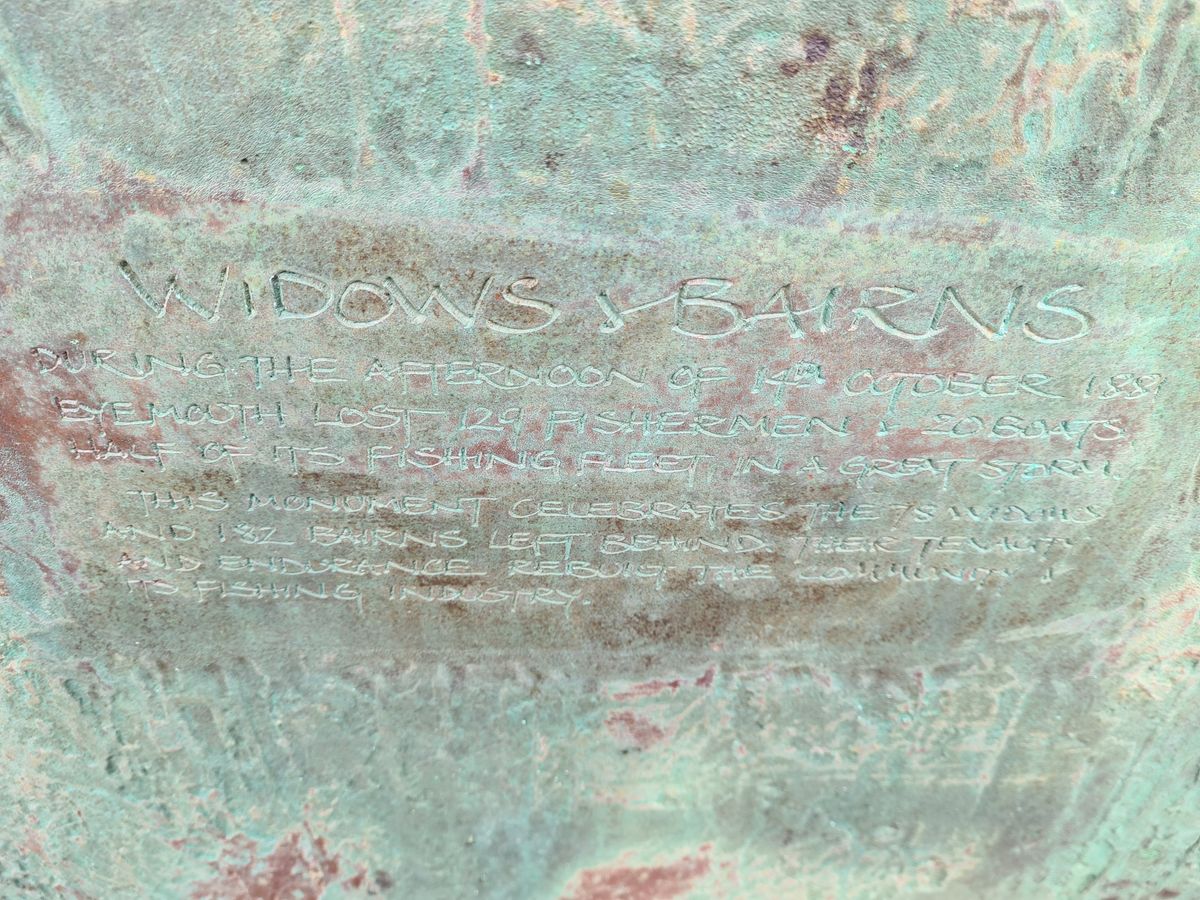 WIDOWS & BAIRNS
DURING THE AFTERNOON OF 14th OCTOBER 1881
EYEMOUTH LOST 129 FISHERMEN & 20 BOATS
HALF OF ITS FISHING FLEET IN A GREAT STORM.
THIS MONUMENT CELEBRATES THE 78 WIDOWS
AND 182 BAIRNS LEFT BEHIND. THEIR TENACITY
AND ENDURANCE REBUILT THE COMMUNITY &
ITS FISHING INDUSTRY.